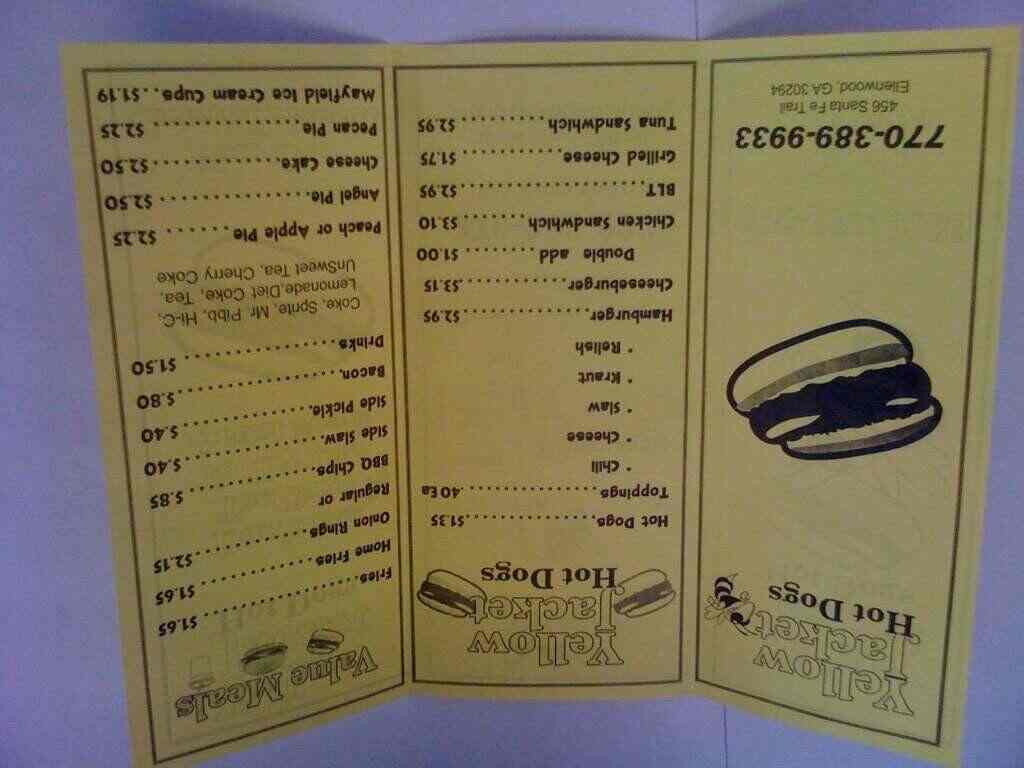 Yellow
Jacket
Hot Dogs
770-389-9933
456 Santa Fe Trail
Ellenwood, GA 30294
Yellow
Jacket
Hot Dogs
Hot Dogs..................$1.35
Toppings..................40 Ea
• Chili
• Cheese
• Slaw
• Kraut
• Relish
Hamburger................$2.95
Cheeseburger............$3.15
Double add ........$1.00
Chicken Sandwhich.......$3.10
BLT......................$2.95
Grilled Cheese...........$1.75
Tuna Sandwhich.........$2.95
Value Meals
Fries....................$1.65
Home Fries...............$1.65
Onion Rings..............$2.15
Regular or
BBQ Chips................$.85
Side Slaw................$.40
Side Pickle..............$.40
Bacon....................$.80
Drinks...................$1.50
Coke, Sprite, Mr. Pibb, Hi-C,
Lemonade,Diet Coke, Tea,
UnSweet Tea, Cherry Coke
Peach or Apple Pie.......$2.25
Angel Pie................$2.50
Cheese Cake..............$2.50
Pecan Pie................$2.25
Mayfield Ice Cream Cups...$1.19